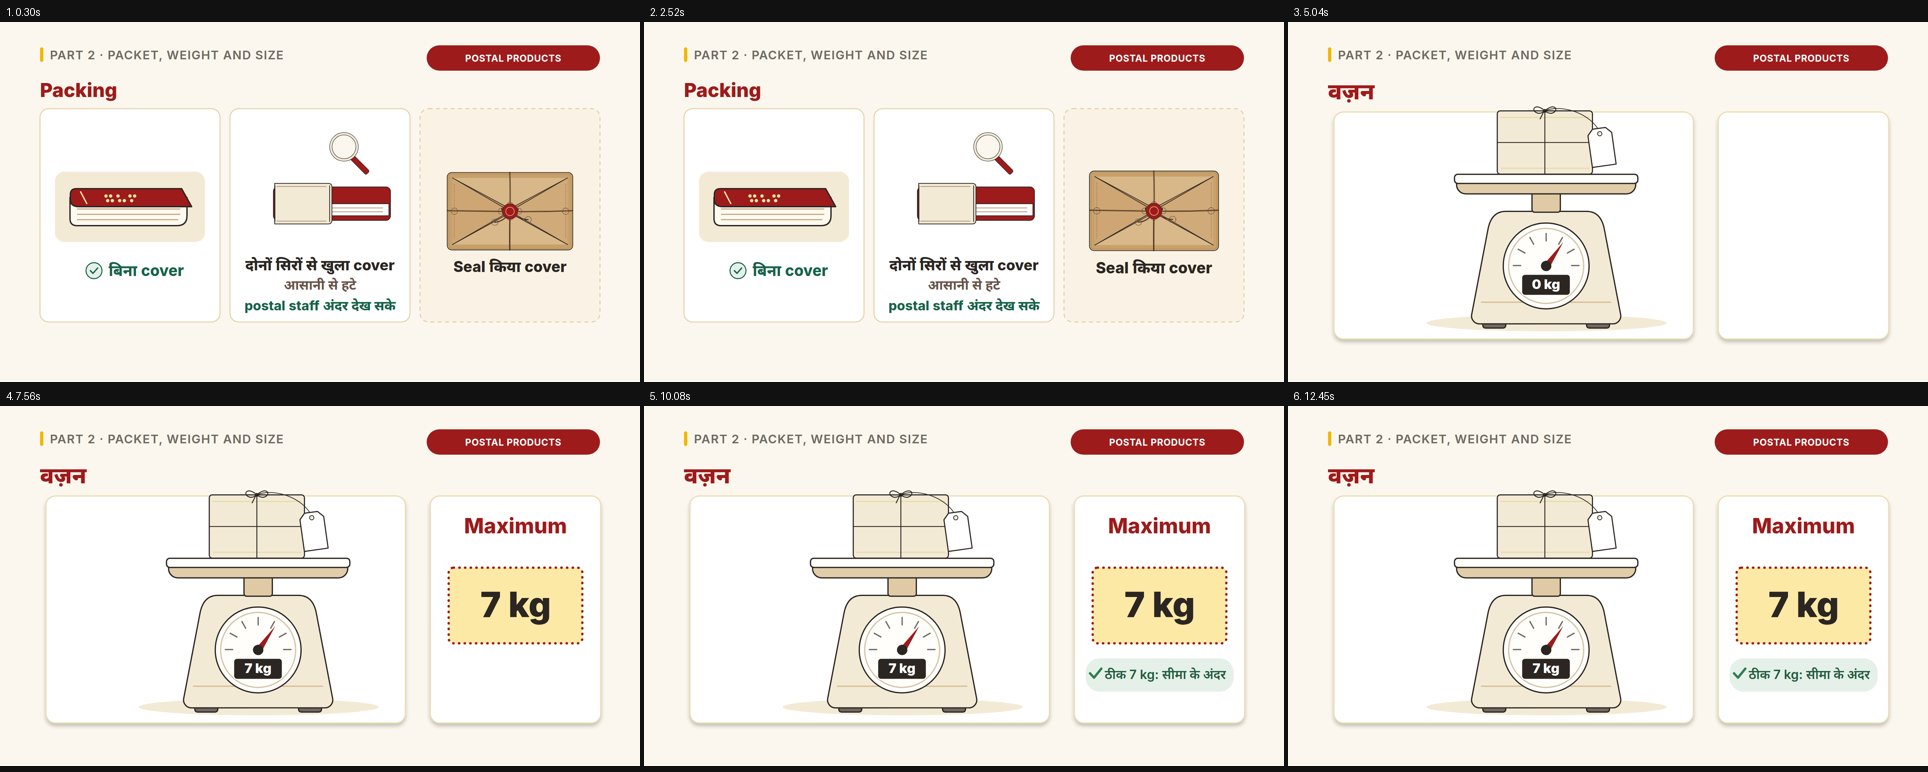 1. 0.30s
PART 2 · PACKET, WEIGHT AND SIZE
POSTAL PRODUCTS
Packing
बिना cover
दोनों सिरों से खुला cover
आसानी से हटे
postal staff अंदर देख सके
Seal किया cover
2. 2.52s
PART 2 · PACKET, WEIGHT AND SIZE
POSTAL PRODUCTS
Packing
बिना cover
दोनों सिरों से खुला cover
आसानी से हटे
postal staff अंदर देख सके
Seal किया cover
3. 5.04s
PART 2 · PACKET, WEIGHT AND SIZE
POSTAL PRODUCTS
वज़न
0 kg
4. 7.56s
PART 2 · PACKET, WEIGHT AND SIZE
POSTAL PRODUCTS
वज़न
7 kg
Maximum
7 kg
5. 10.08s
PART 2 · PACKET, WEIGHT AND SIZE
POSTAL PRODUCTS
वज़न
7 kg
Maximum
7 kg
ठीक 7 kg: सीमा के अंदर
6. 12.45s
PART 2 · PACKET, WEIGHT AND SIZE
POSTAL PRODUCTS
वज़न
7 kg
Maximum
7 kg
ठीक 7 kg: सीमा के अंदर